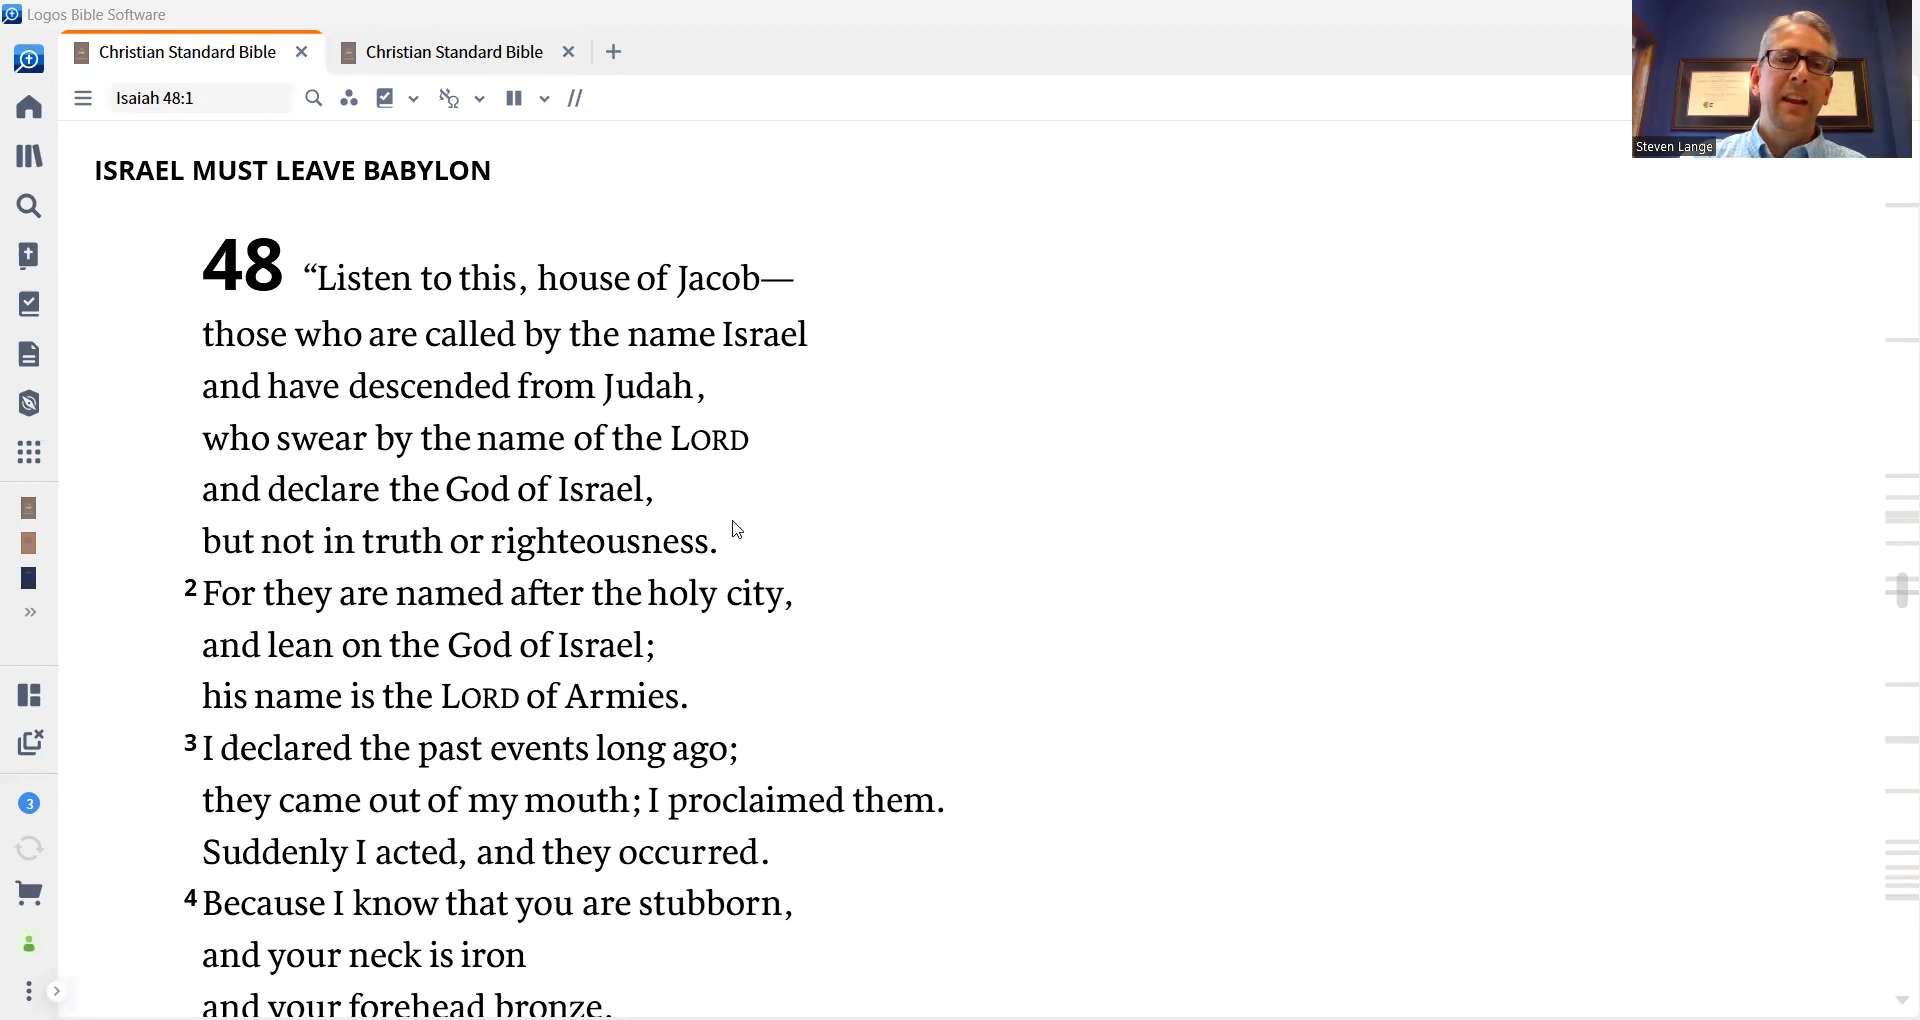 Logos Bible Software
Christian Standard Bible
Christian Standard Bible
Isaiah 48:1
Steven Lange
ISRAEL MUST LEAVE BABYLON
48 “Listen to this, house of Jacob—
those who are called by the name Israel
and have descended from Judah,
who swear by the name of the LORD
and declare the God of Israel,
but not in truth or righteousness.
2 For they are named after the holy city,
and lean on the God of Israel;
his name is the LORD of Armies.
3 I declared the past events long ago;
they came out of my mouth; I proclaimed them.
Suddenly I acted, and they occurred.
4 Because I know that you are stubborn,
and your neck is iron
and your forehead bronze,
3